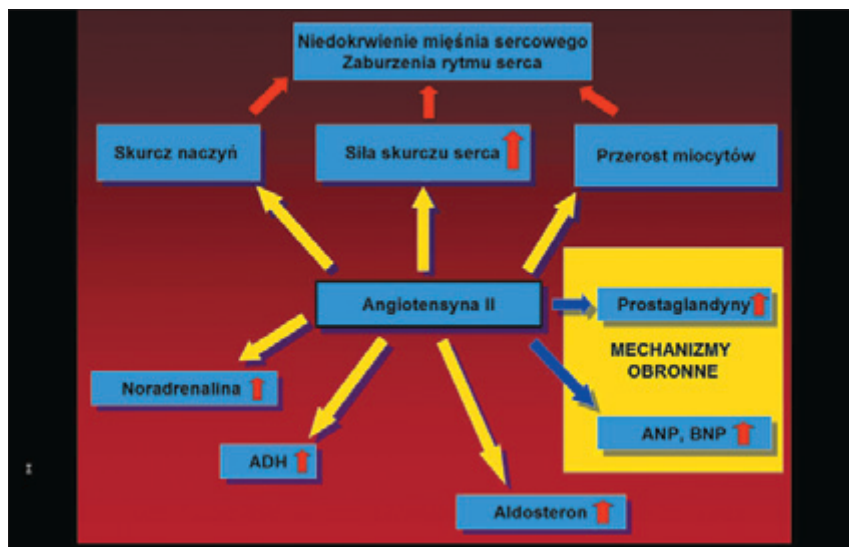 Niedokrwienie mięśnia sercowego
Zaburzenia rytmu serca
Skurcz naczyń
Siła skurczu serca
Przerost miocytów
Angiotensyna II
Prostaglandyny
MECHANIZMY
OBRONNE
Noradrenalina
ANP, BNP
ADH
Aldosteron